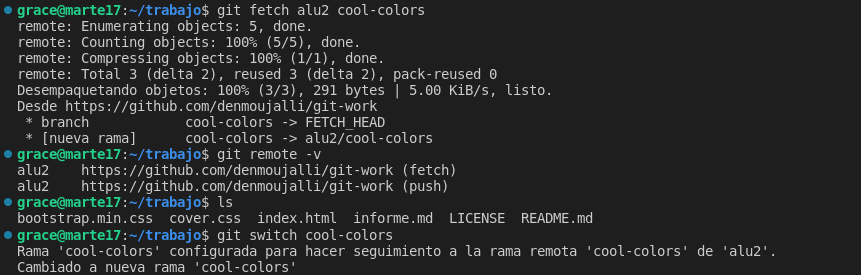 grace@marte17:~/trabajo$ git fetch alu2 cool-colors
remote: Enumerating objects: 5, done.
remote: Counting objects: 100% (5/5), done.
remote: Compressing objects: 100% (1/1), done.
remote: Total 3 (delta 2), reused 3 (delta 2), pack-reused 0
Desempaquetando objetos: 100% (3/3), 291 bytes | 5.00 KiB/s, listo.
Desde https://github.com/denmoujalli/git-work
 * branch            cool-colors -> FETCH_HEAD
 * [nueva rama]      cool-colors -> alu2/cool-colors
grace@marte17:~/trabajo$ git remote -v
alu2    https://github.com/denmoujalli/git-work (fetch)
alu2    https://github.com/denmoujalli/git-work (push)
grace@marte17:~/trabajo$ ls
bootstrap.min.css  cover.css  index.html  informe.md  LICENSE  README.md
grace@marte17:~/trabajo$ git switch cool-colors
Rama 'cool-colors' configurada para hacer seguimiento a la rama remota 'cool-colors' de 'alu2'.
Cambiado a nueva rama 'cool-colors'